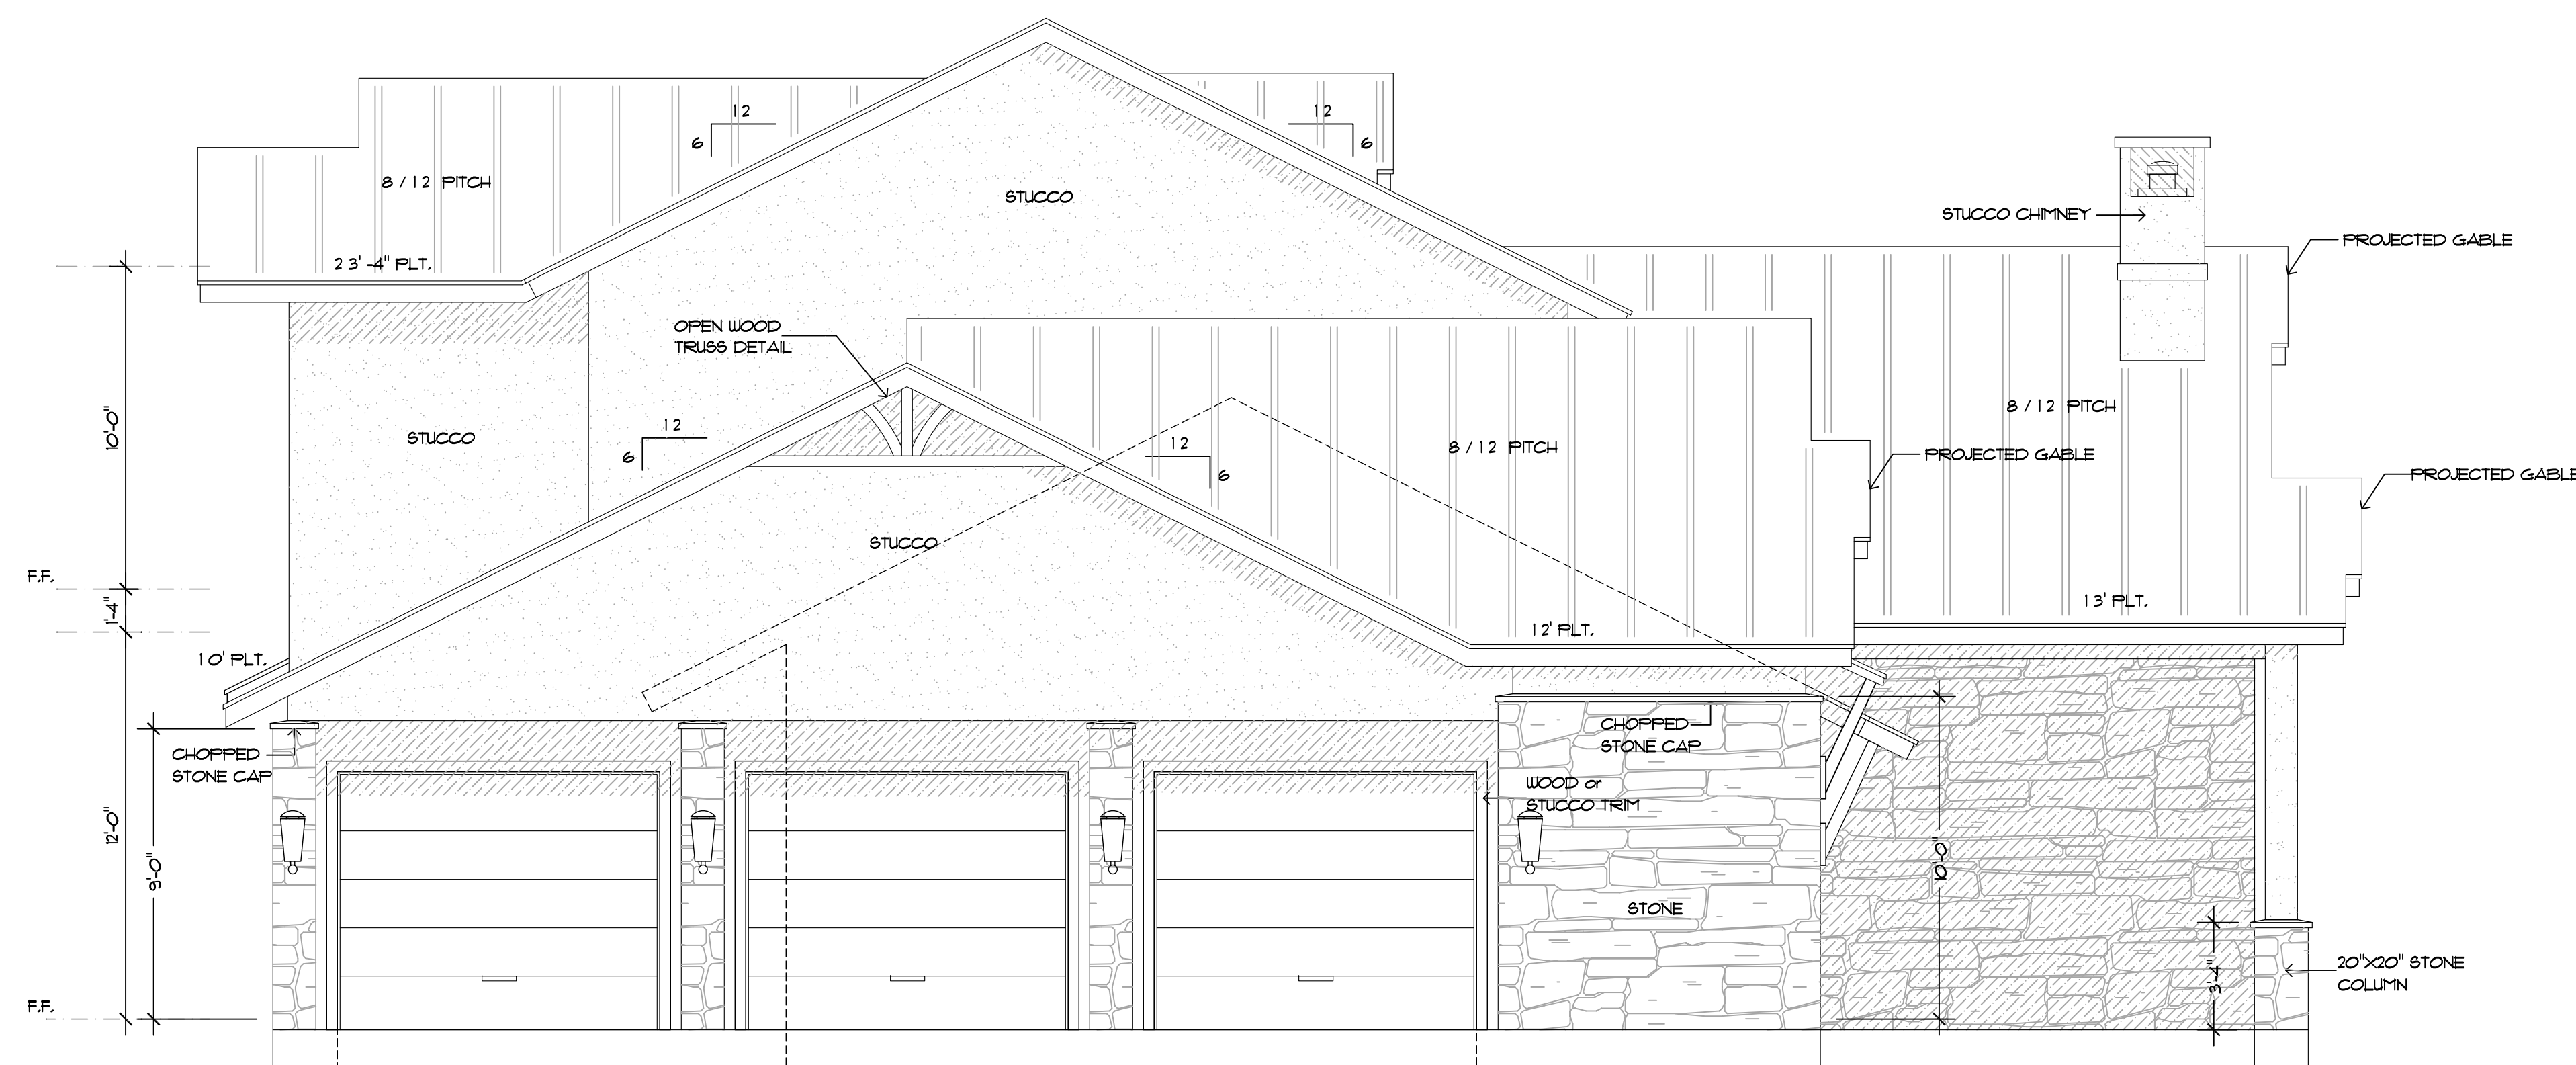 12
6
12
6
8 / 12 PITCH
STUCCO
STUCCO CHIMNEY
PROJECTED GABLE
23'-4" PLT.
OPEN WOOD
TRUSS DETAIL
10'-0"
STUCCO
12
6
12
6
8 / 12 PITCH
8 / 12 PITCH
PROJECTED GABLE
PROJECTED GABLE
STUCCO
F.F.
1'-4"
13' PLT.
12' PLT.
10' PLT.
CHOPPED
STONE CAP
CHOPPED
STONE CAP
WOOD or
STUCCO TRIM
12'-0"
9'-0"
10'-0"
STONE
3'-4"
20"X20" STONE
COLUMN
F.F.